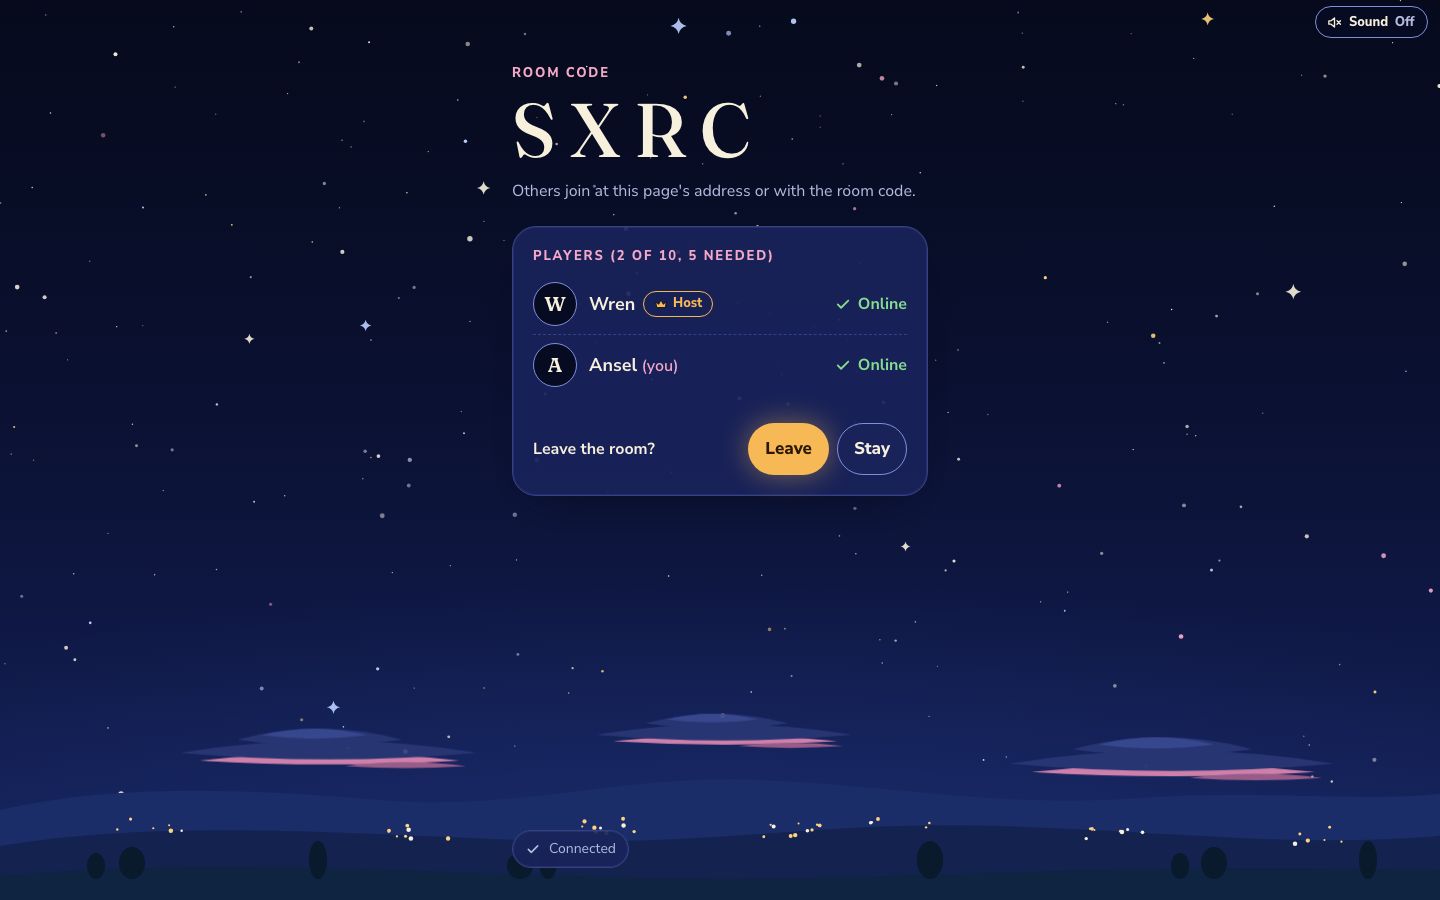 Sound Off
ROOM CODE
SXRC
Others join at this page's address or with the room code.
PLAYERS (2 OF 10, 5 NEEDED)
W Wren Host Online
A Ansel (you) Online
Leave the room? Leave Stay
Connected